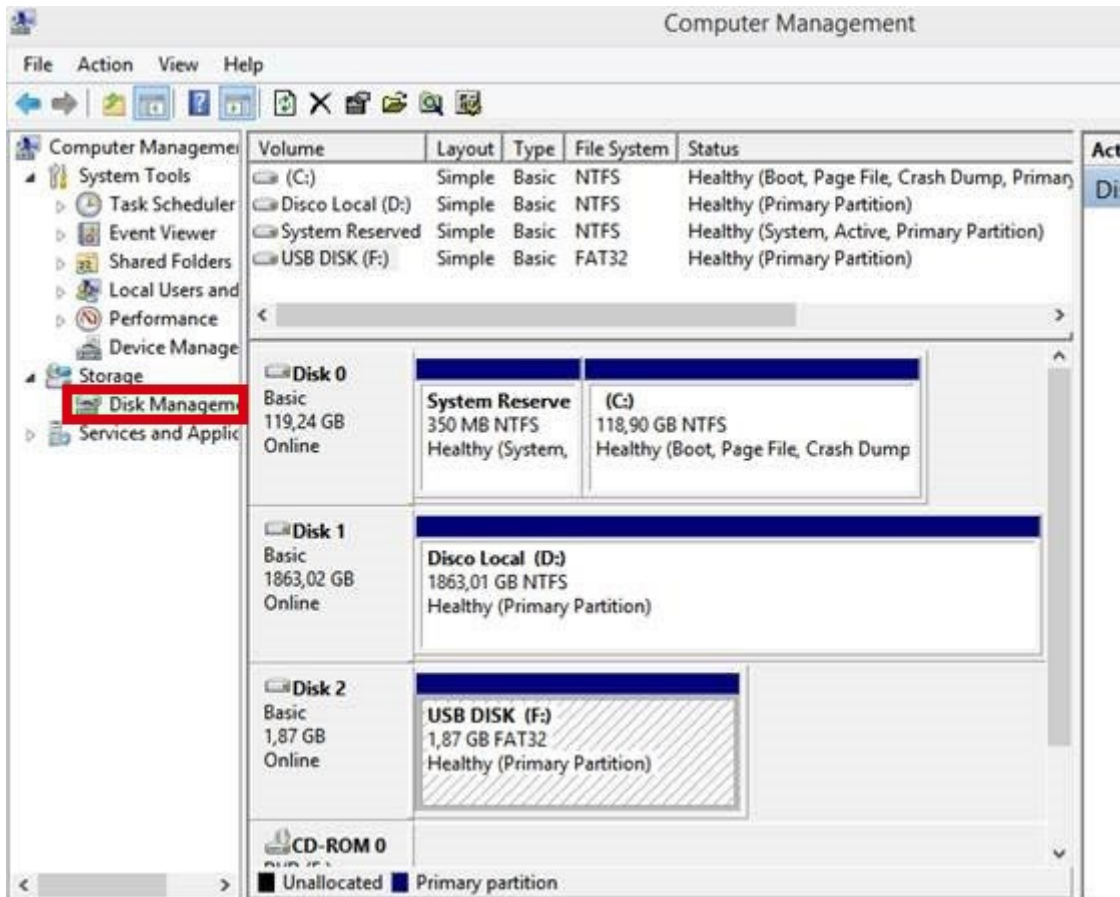 Computer Management
File Action View Help
Computer Managemen
System Tools
Task Scheduler
Event Viewer
Shared Folders
Local Users and
Performance
Device Manage
Storage
Disk Manageme
Services and Applic
Volume Layout Type File System Status
(C:) Simple Basic NTFS Healthy (Boot, Page File, Crash Dump, Primary
Disco Local (D:) Simple Basic NTFS Healthy (Primary Partition)
System Reserved Simple Basic NTFS Healthy (System, Active, Primary Partition)
USB DISK (F:) Simple Basic FAT32 Healthy (Primary Partition)
Disk 0
Basic
119,24 GB
Online
System Reserve
350 MB NTFS
Healthy (System,
(C:)
118,90 GB NTFS
Healthy (Boot, Page File, Crash Dump
Disk 1
Basic
1863,02 GB
Online
Disco Local (D:)
1863,01 GB NTFS
Healthy (Primary Partition)
Disk 2
Basic
1,87 GB
Online
USB DISK (F:)
1,87 GB FAT32
Healthy (Primary Partition)
CD-ROM 0
Unallocated Primary partition
Act
Di